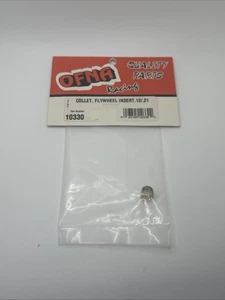 OFNA
Racing
QUALITY
PARTS
COLLET, FLYWHEEL INSERT,12/.21
10330